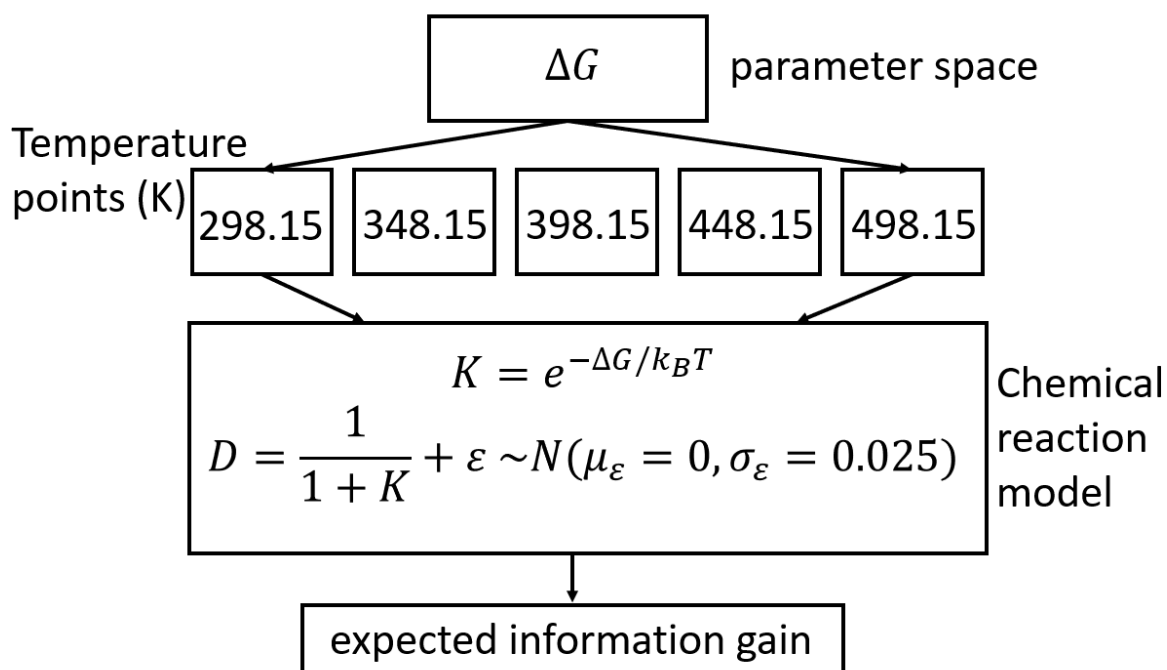 ΔG
parameter space
Temperature
points (K)
298.15 348.15 398.15 448.15 498.15
K = e^{-ΔG/k_B T}
D = \frac{1}{1 + K} + ε ~N(μ_ε = 0, σ_ε = 0.025)
Chemical
reaction
model
expected information gain